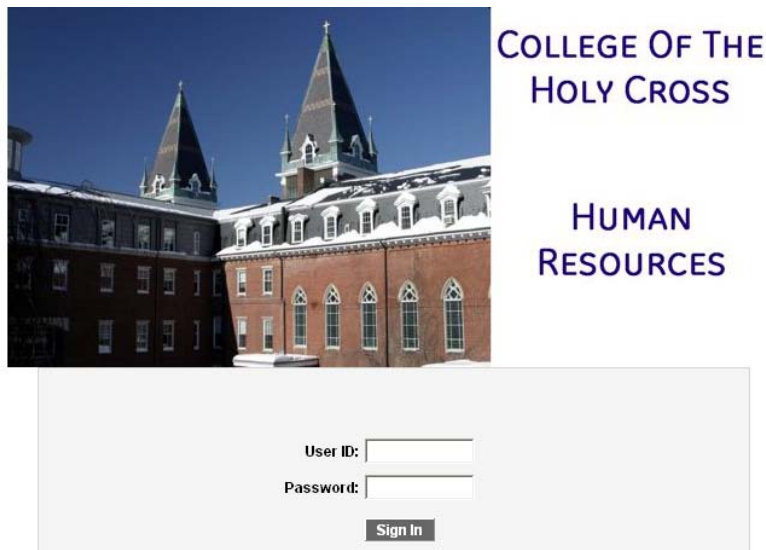 COLLEGE OF THE
HOLY CROSS
HUMAN
RESOURCES
User ID:
Password:
Sign In